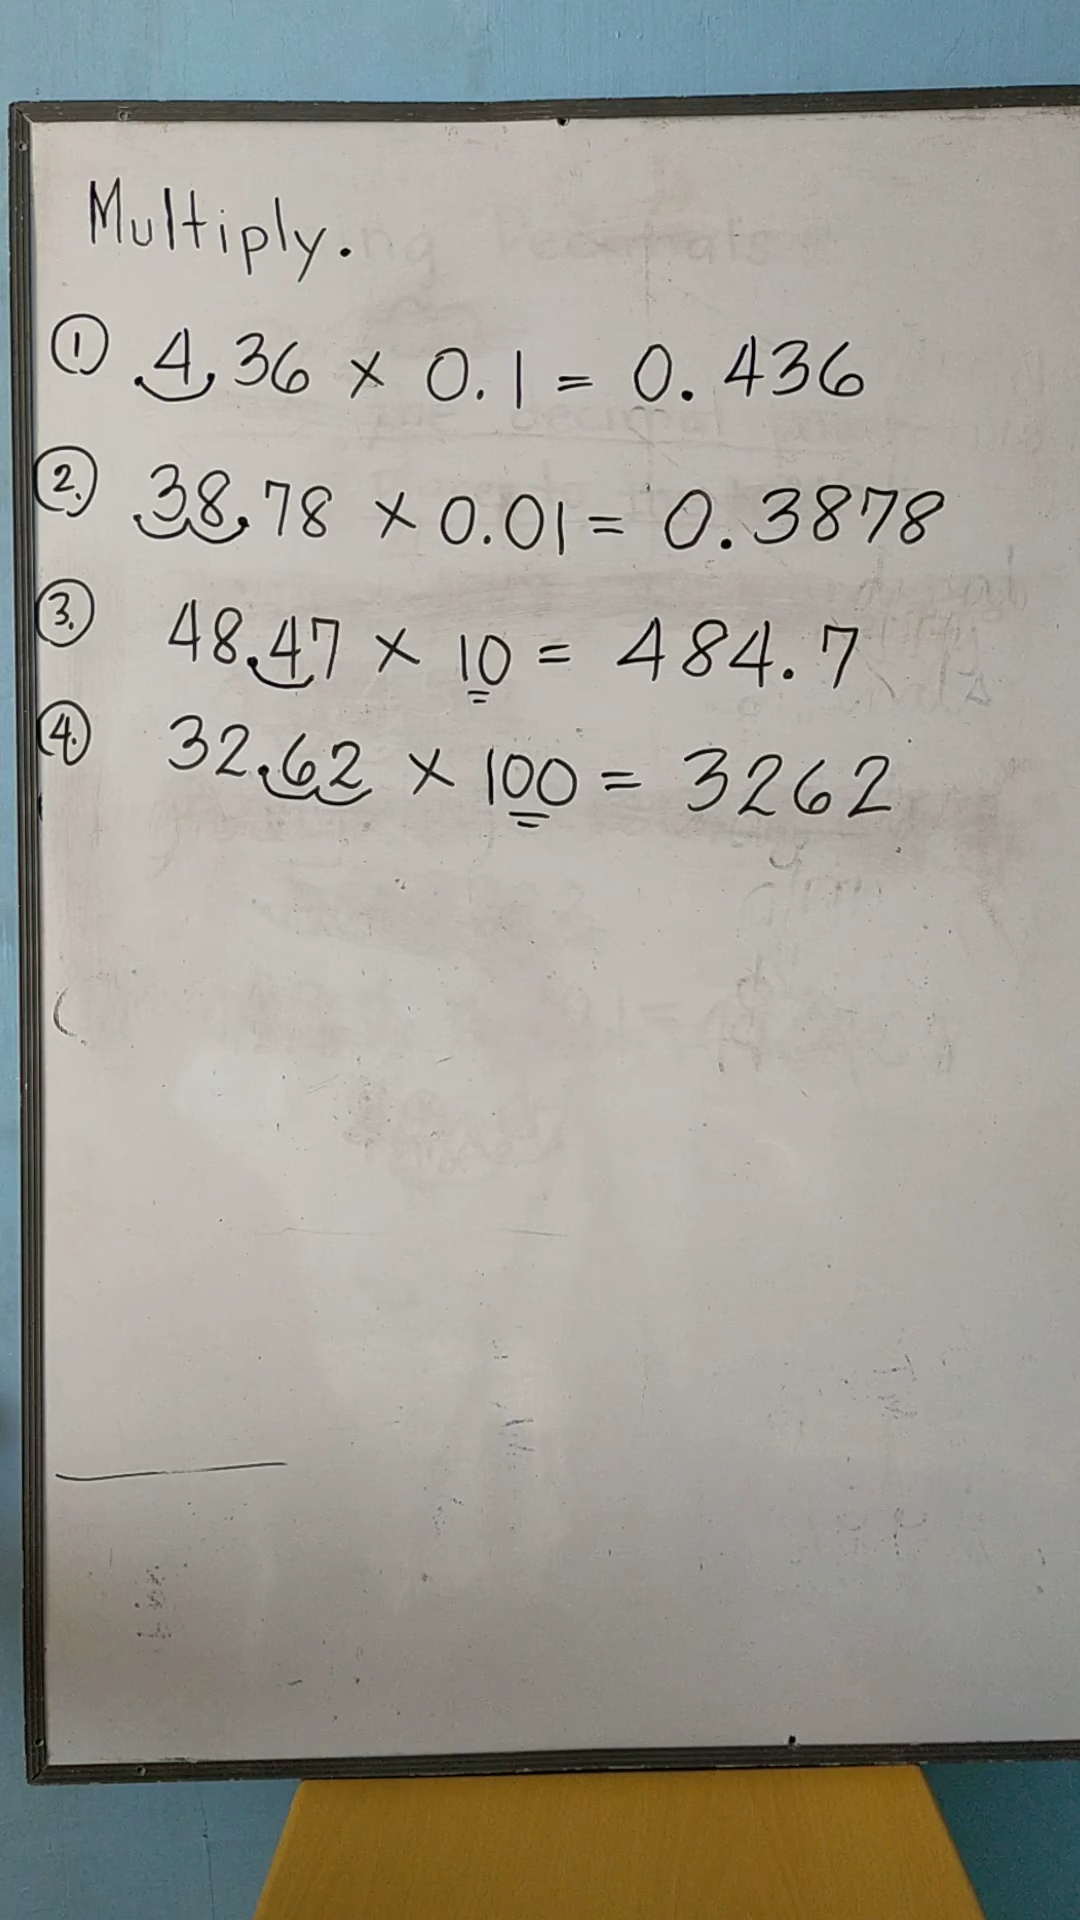 Multiply.
① 4.36 × 0.1 = 0.436
②. 38.78 × 0.01 = 0.3878
③. 48.47 × 10 = 484.7
④. 32.62 × 100 = 3262